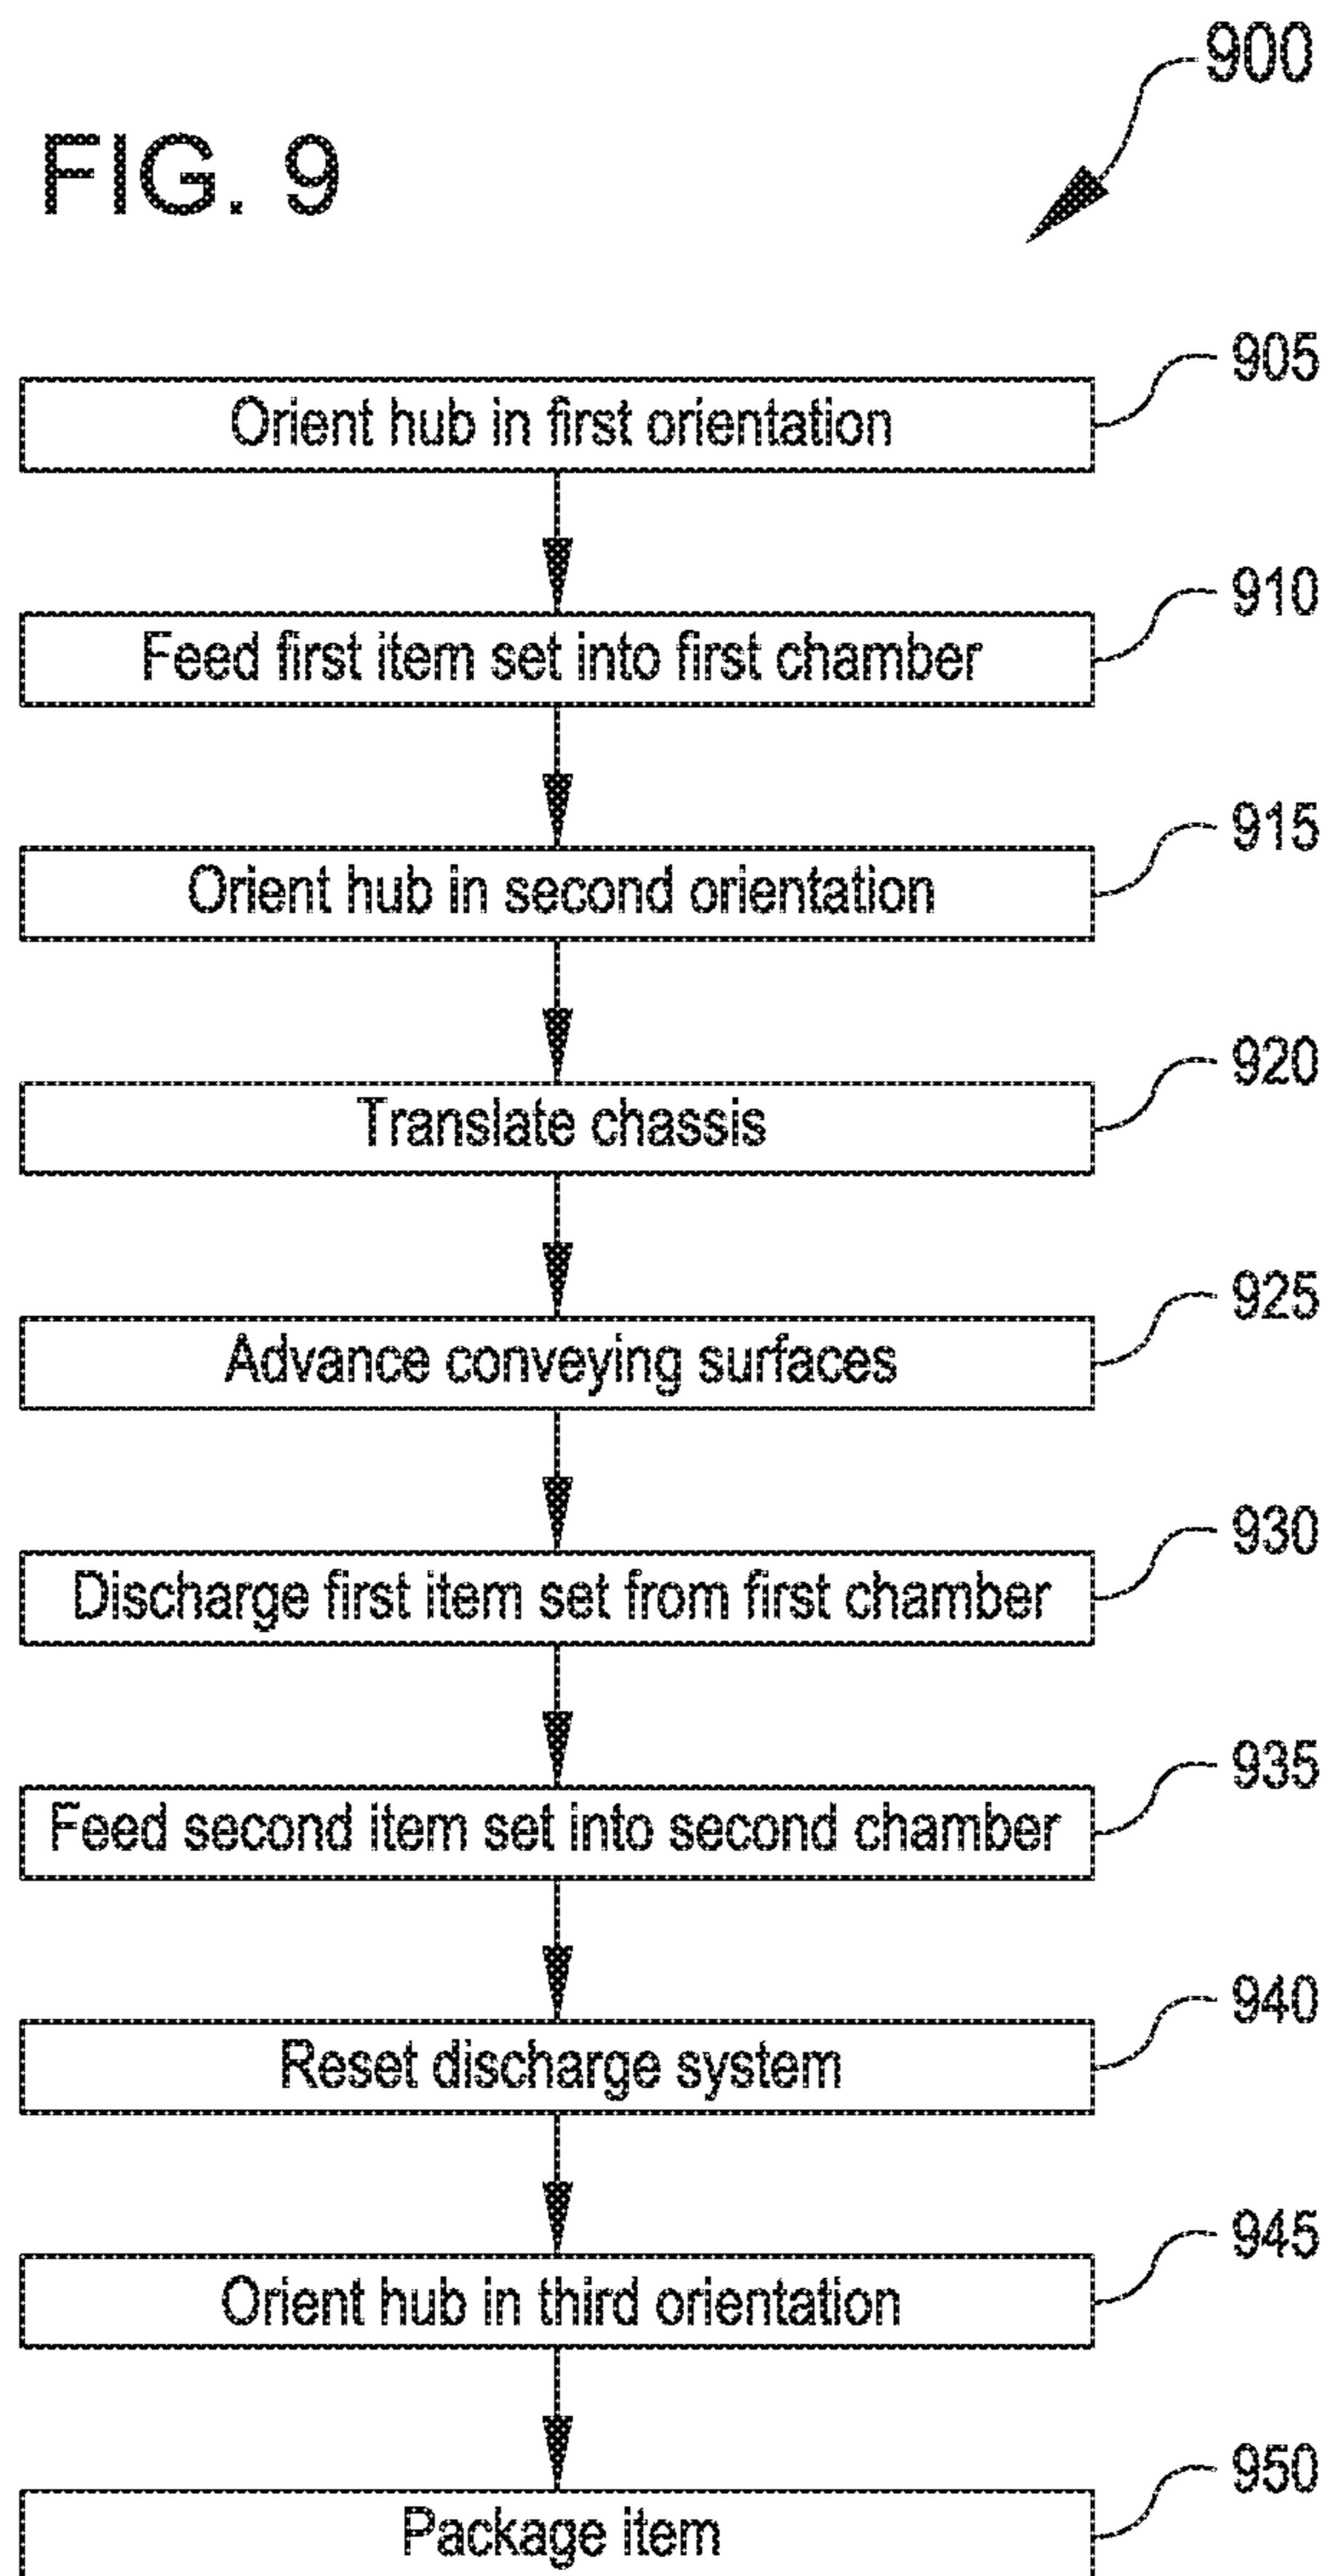 900
FIG. 9
905
Orient hub in first orientation
910
Feed first item set into first chamber
915
Orient hub in second orientation
920
Translate chassis
925
Advance conveying surfaces
930
Discharge first item set from first chamber
935
Feed second item set into second chamber
940
Reset discharge system
945
Orient hub in third orientation
950
Package item